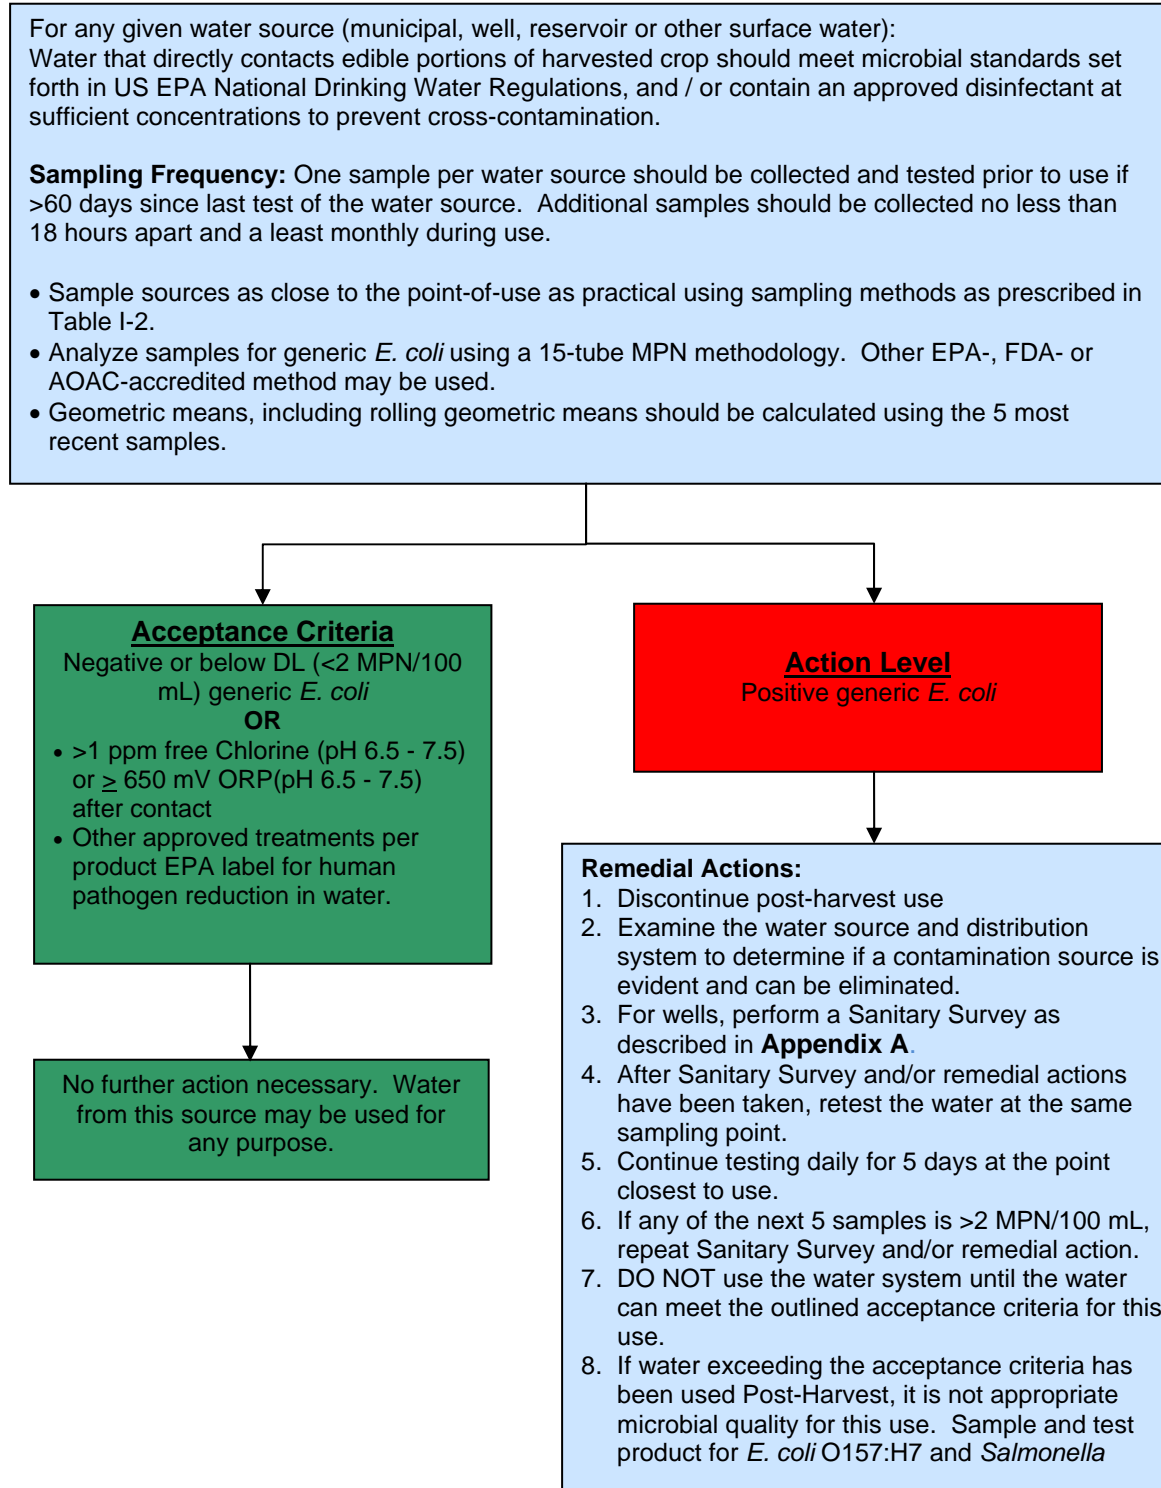 For any given water source (municipal, well, reservoir or other surface water):
Water that directly contacts edible portions of harvested crop should meet microbial standards set
forth in US EPA National Drinking Water Regulations, and / or contain an approved disinfectant at
sufficient concentrations to prevent cross-contamination.
Sampling Frequency: One sample per water source should be collected and tested prior to use if
>60 days since last test of the water source. Additional samples should be collected no less than
18 hours apart and a least monthly during use.
• Sample sources as close to the point-of-use as practical using sampling methods as prescribed in
Table I-2.
• Analyze samples for generic E. coli using a 15-tube MPN methodology. Other EPA-, FDA- or
AOAC-accredited method may be used.
• Geometric means, including rolling geometric means should be calculated using the 5 most
recent samples.
Acceptance Criteria
Negative or below DL (<2 MPN/100
mL) generic E. coli
OR
• >1 ppm free Chlorine (pH 6.5 - 7.5)
or ≥ 650 mV ORP(pH 6.5 - 7.5)
after contact
• Other approved treatments per
product EPA label for human
pathogen reduction in water.
No further action necessary. Water
from this source may be used for
any purpose.
Action Level
Positive generic E. coli
Remedial Actions:
1. Discontinue post-harvest use
2. Examine the water source and distribution
system to determine if a contamination source is
evident and can be eliminated.
3. For wells, perform a Sanitary Survey as
described in Appendix A.
4. After Sanitary Survey and/or remedial actions
have been taken, retest the water at the same
sampling point.
5. Continue testing daily for 5 days at the point
closest to use.
6. If any of the next 5 samples is >2 MPN/100 mL,
repeat Sanitary Survey and/or remedial action.
7. DO NOT use the water system until the water
can meet the outlined acceptance criteria for this
use.
8. If water exceeding the acceptance criteria has
been used Post-Harvest, it is not appropriate
microbial quality for this use. Sample and test
product for E. coli O157:H7 and Salmonella